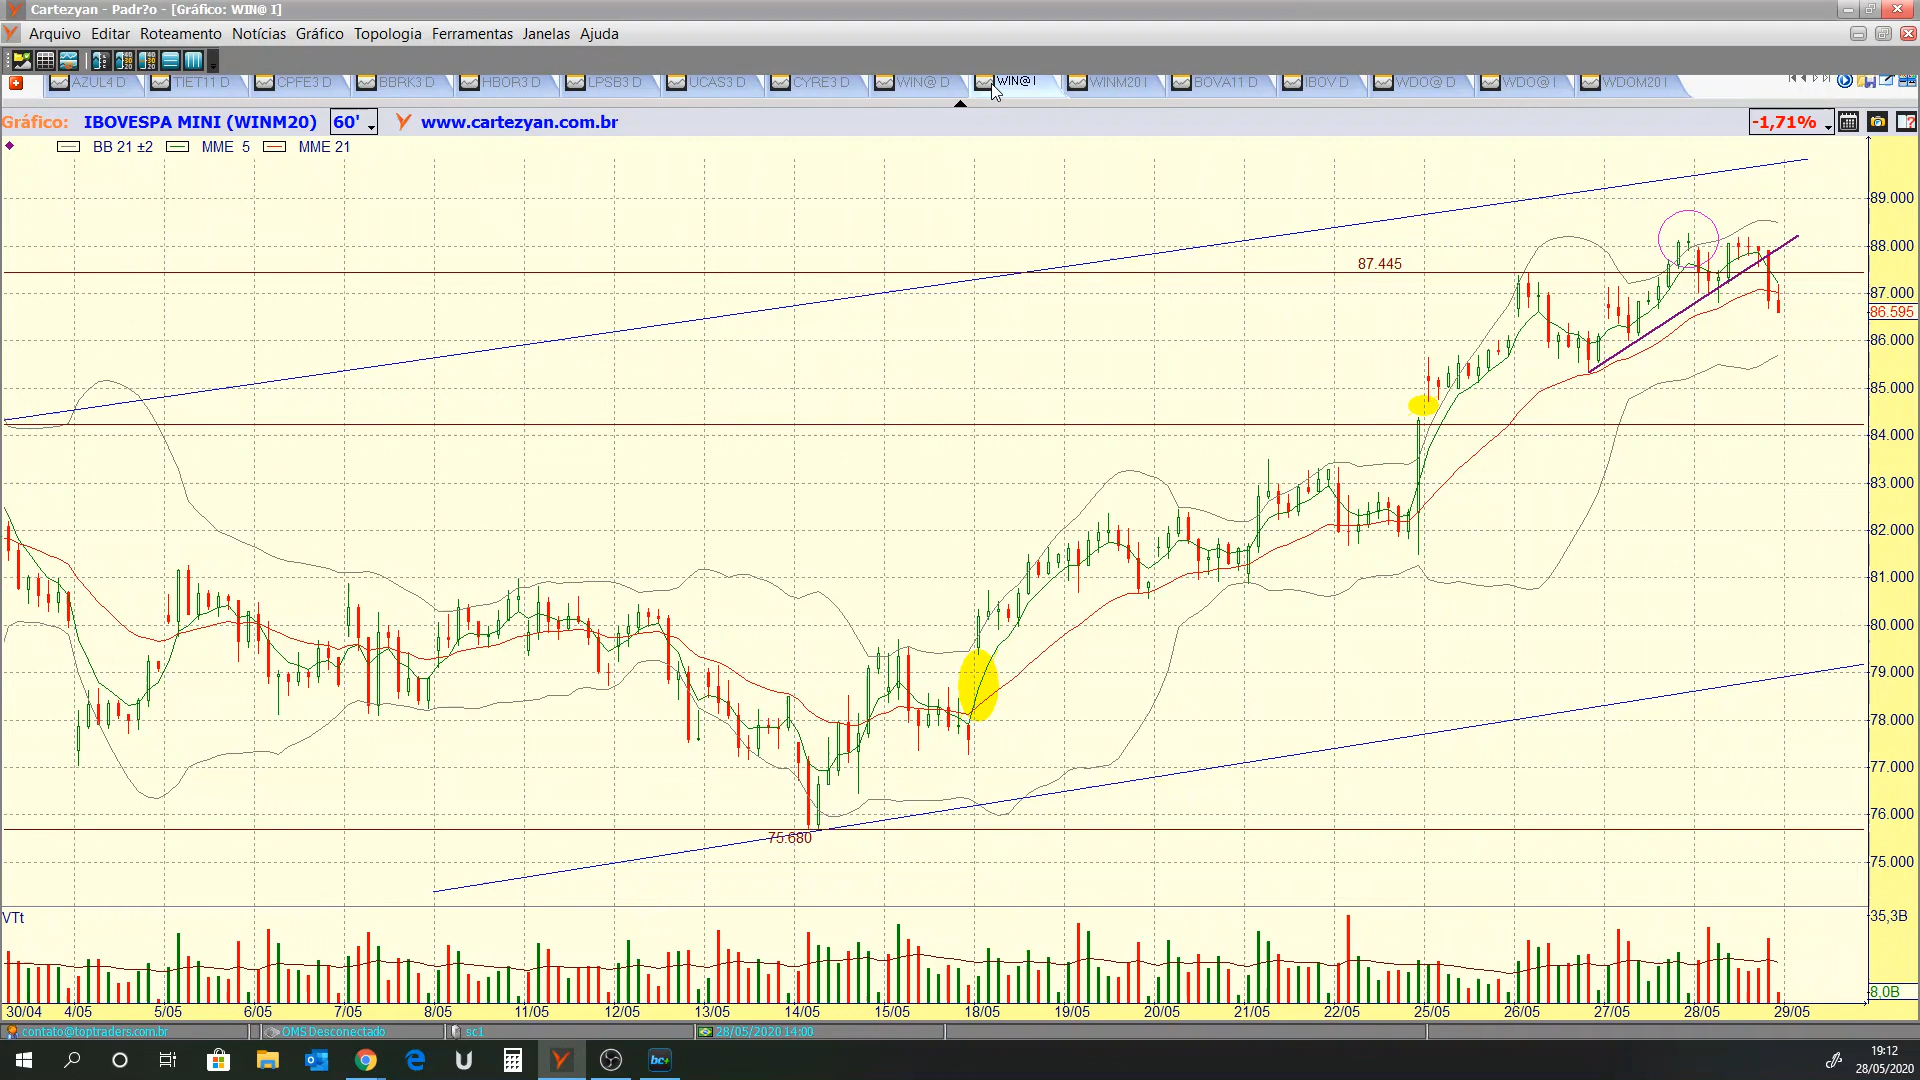 Cartezyan - Padr?o - [Gráfico: WIN@ I]
Arquivo Editar Roteamento Notícias Gráfico Topologia Ferramentas Janelas Ajuda
AZUL4 D TIET11 D CPFE3 D BBRK3 D HBOR3 D LPSB3 D UCAS3 D CYRE3 D WIN@ D WIN@ I WINM20 I BOVA11 D IBOV D WDO@ D WDO@ I WDOM20 I
Gráfico: IBOVESPA MINI (WINM20) 60' www.cartezyan.com.br -1,71%
BB 21 ±2 MME 5 MME 21
89.000
88.000
87.445
87.000
86.595
86.000
85.000
84.000
83.000
82.000
81.000
80.000
79.000
78.000
77.000
76.000
75.680
75.000
VTt
35,3B
8,0B
30/04 4/05 5/05 6/05 7/05 8/05 11/05 12/05 13/05 14/05 15/05 18/05 19/05 20/05 21/05 22/05 25/05 26/05 27/05 28/05 29/05
contato@toptraders.com.br OMS Desconectado sc1 28/05/2020 14:00
bc+
19:12
28/05/2020